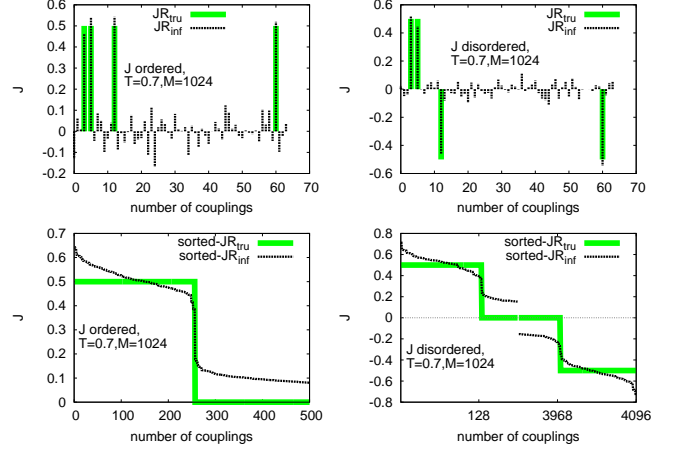 0.6
0.5
0.4
0.3
0.2
0.1
0
-0.1
-0.2
J
JR_tru
JR_inf
J ordered,
T=0.7,M=1024
0 10 20 30 40 50 60 70
number of couplings
0.6
0.4
0.2
0
-0.2
-0.4
-0.6
J
JR_tru
JR_inf
J disordered,
T=0.7,M=1024
0 10 20 30 40 50 60 70
number of couplings
0.7
0.6
0.5
0.4
0.3
0.2
0.1
0
J
sorted-JR_tru
sorted-JR_inf
J ordered,
T=0.7,M=1024
0 100 200 300 400 500
number of couplings
0.8
0.6
0.4
0.2
0
-0.2
-0.4
-0.6
-0.8
J
sorted-JR_tru
sorted-JR_inf
J disordered,
T=0.7,M=1024
128 3968 4096
number of couplings